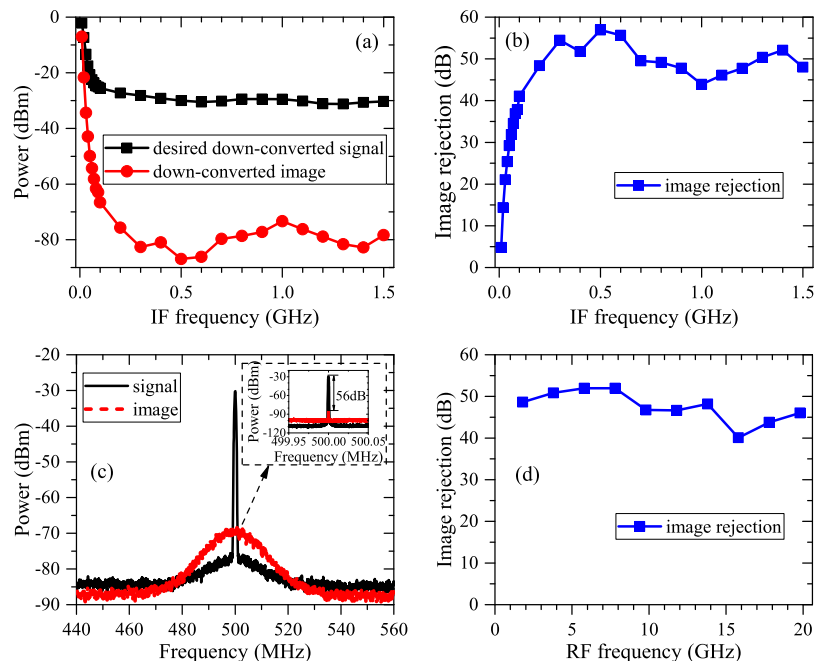 (a)
0
-20
-40
-60
-80
Power (dBm)
desired down-converted signal
down-converted image
0.0
0.5
1.0
1.5
IF frequency (GHz)
(b)
60
50
40
30
20
10
0
Image rejection (dB)
image rejection
0.0
0.5
1.0
1.5
IF frequency (GHz)
-20
-30
-40
-50
-60
-70
-80
-90
Power (dBm)
signal
image
(c)
-30
-60
-90
-120
Power (dBm)
56dB
499.95
500.00
500.05
Frequency (MHz)
440
460
480
500
520
540
560
Frequency (MHz)
60
50
40
30
20
10
0
Image rejection (dB)
(d)
image rejection
0
5
10
15
20
RF frequency (GHz)